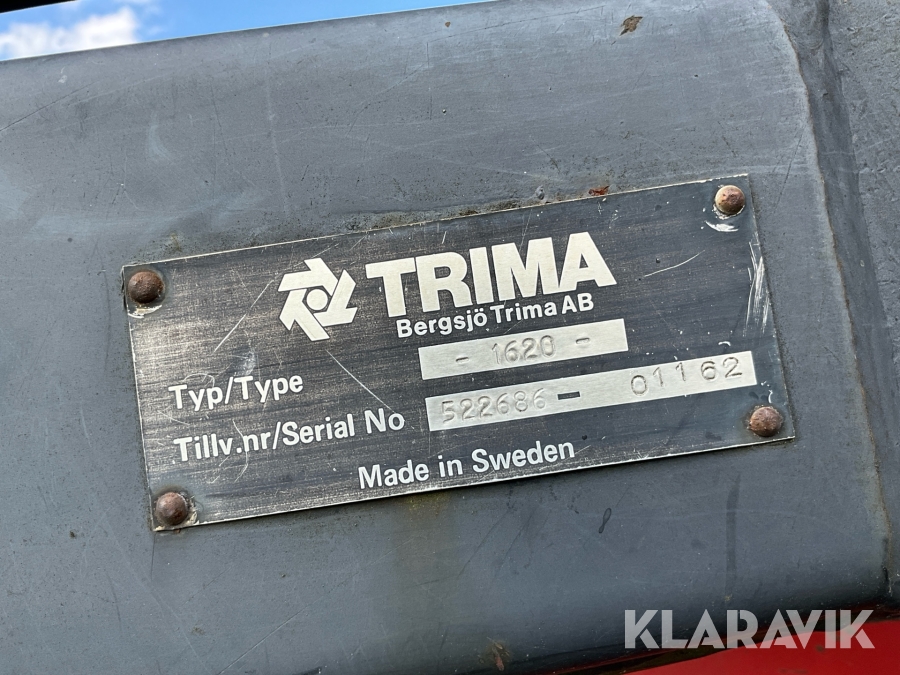 TRIMA
Bergsjö Trima AB
Typ/Type - 1620 -
Tillv.nr/Serial No 522686 - 01162
Made in Sweden
KLARAVIK